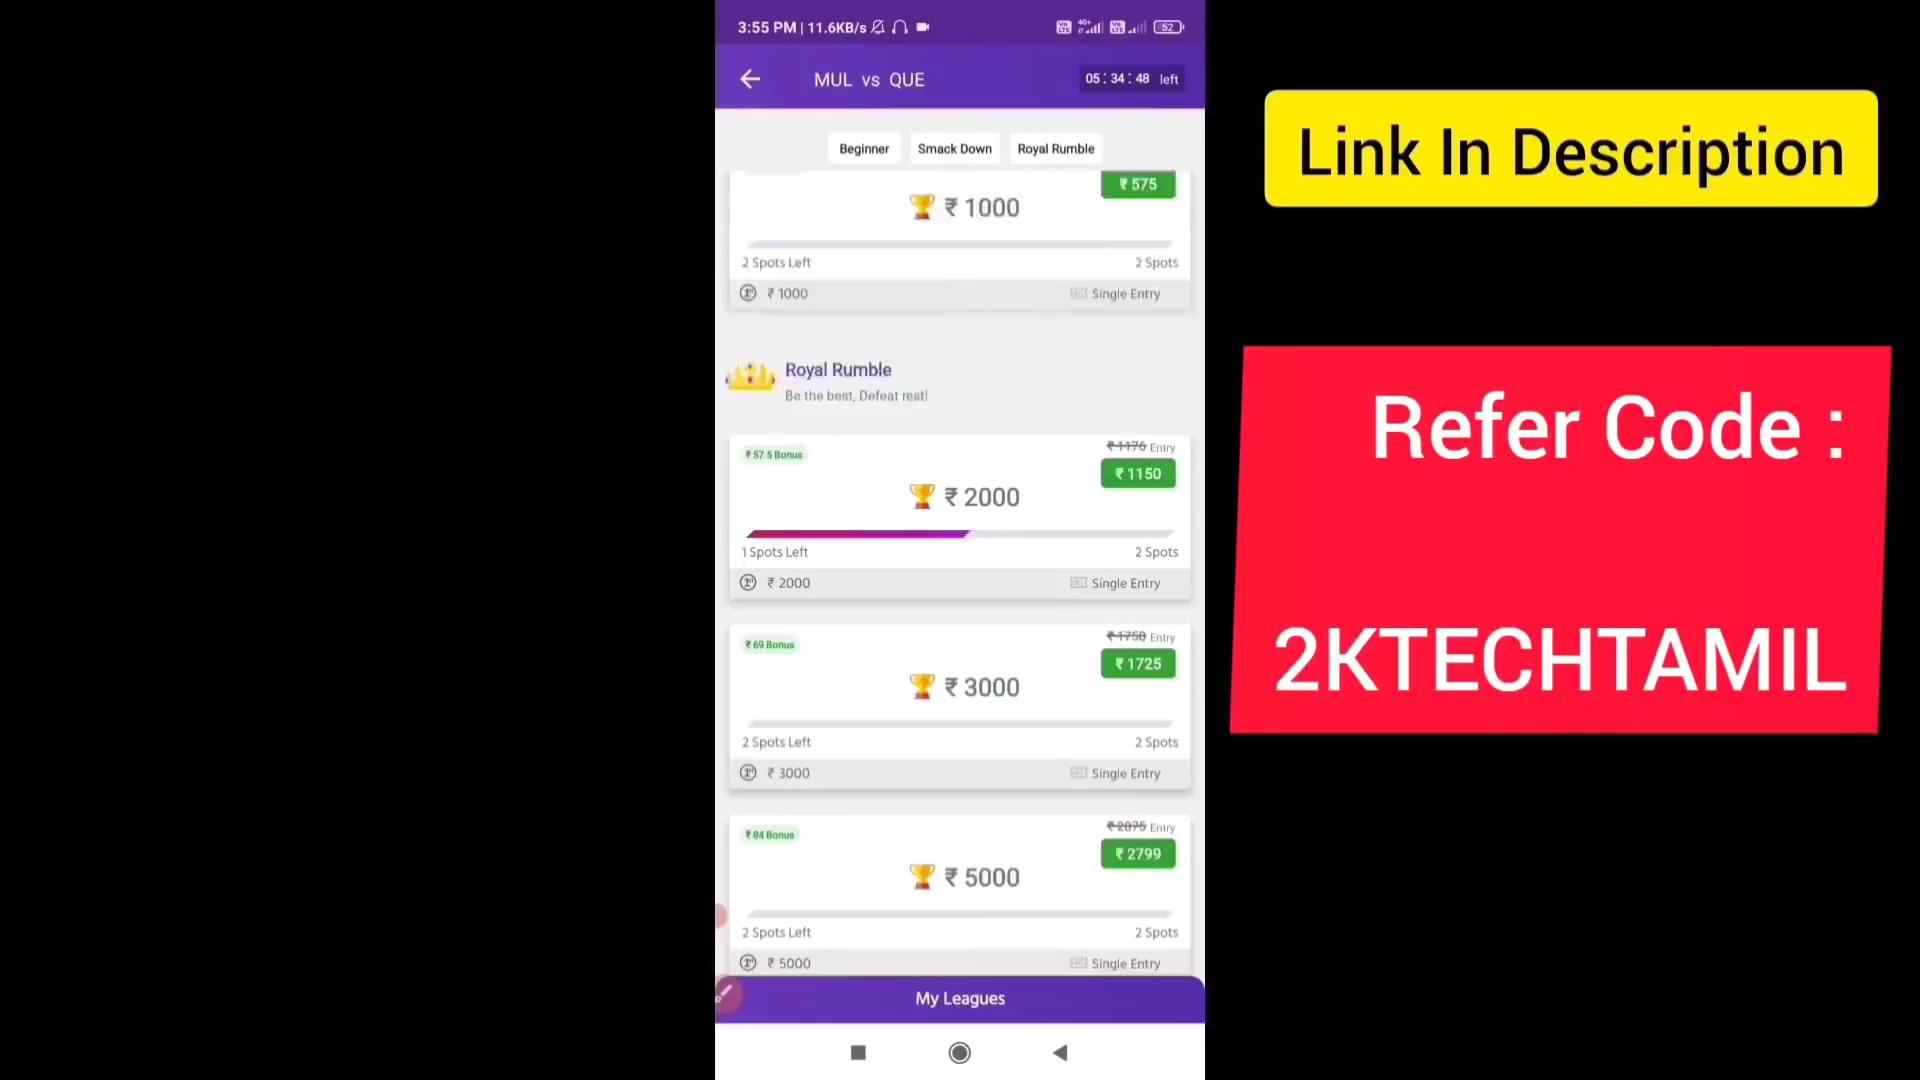 3:55 PM | 11.6KB/s
52
MUL vs QUE
05 : 34 : 48 left
Beginner
Smack Down
Royal Rumble
₹ 575
₹ 1000
2 Spots Left
2 Spots
₹ 1000
Single Entry
Royal Rumble
Be the best, Defeat rest!
₹ 57.5 Bonus
₹ 1176 Entry
₹ 1150
₹ 2000
1 Spots Left
2 Spots
₹ 2000
Single Entry
₹ 69 Bonus
₹ 1750 Entry
₹ 1725
₹ 3000
2 Spots Left
2 Spots
₹ 3000
Single Entry
₹ 84 Bonus
₹ 2875 Entry
₹ 2799
₹ 5000
2 Spots Left
2 Spots
₹ 5000
Single Entry
My Leagues
Link In Description
Refer Code :
2KTECHTAMIL